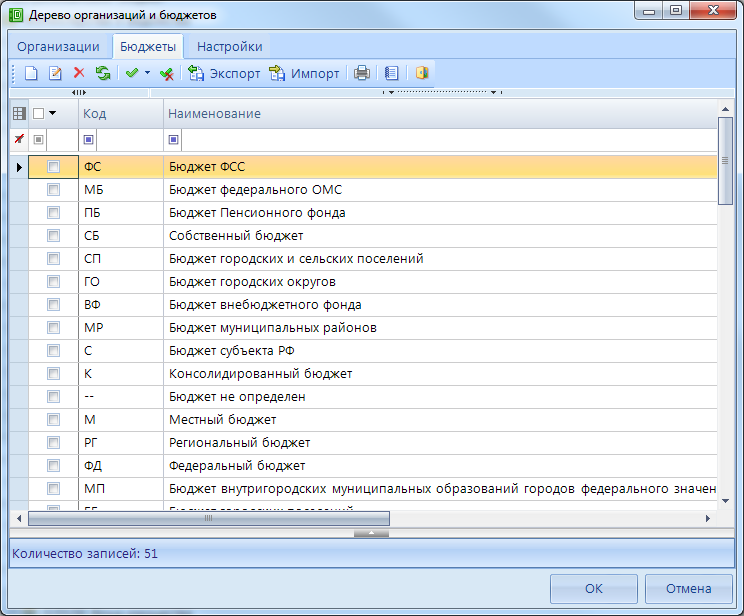 Дерево организаций и бюджетов
Организации Бюджеты Настройки
Экспорт Импорт
Код Наименование
ФС Бюджет ФСС
МБ Бюджет федерального ОМС
ПБ Бюджет Пенсионного фонда
СБ Собственный бюджет
СП Бюджет городских и сельских поселений
ГО Бюджет городских округов
ВФ Бюджет внебюджетного фонда
МР Бюджет муниципальных районов
С Бюджет субъекта РФ
К Консолидированный бюджет
-- Бюджет не определен
М Местный бюджет
РГ Региональный бюджет
ФД Федеральный бюджет
МП Бюджет внутригородских муниципальных образований городов федерального значен
Количество записей: 51
ОК Отмена